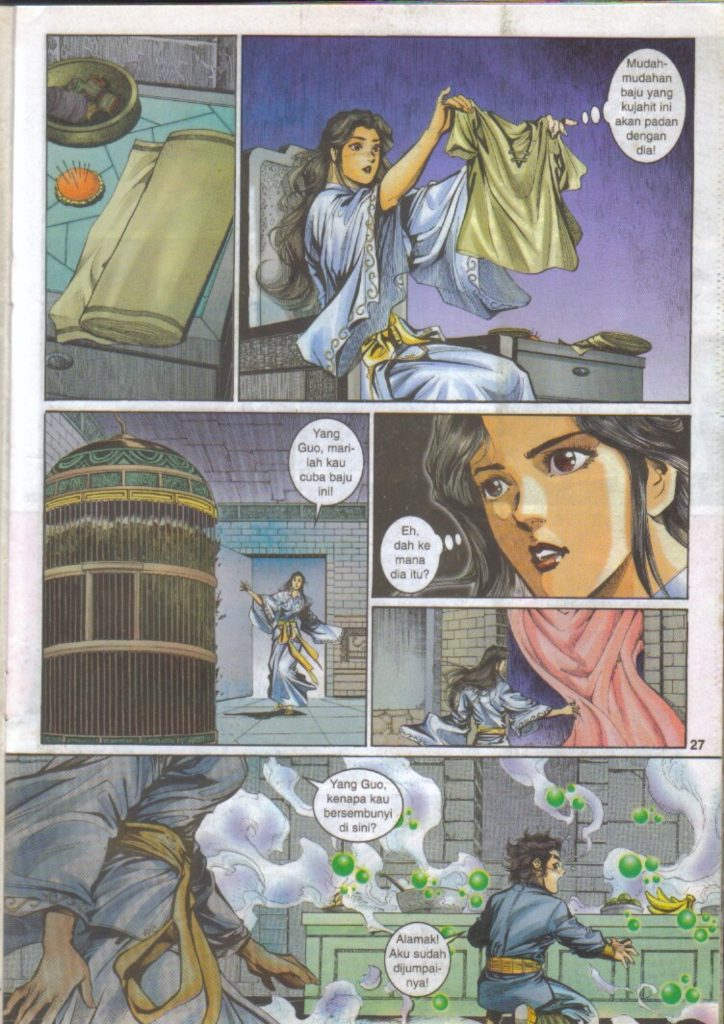 Mudah-
mudahan
baju yang
kujahit ini
akan padan
dengan
dia!
Yang
Guo, mari-
lah kau
cuba baju
ini!
Eh,
dah ke
mana
dia itu?
27
Yang Guo,
kenapa kau
bersembunyi
di sini?
Alamak!
Aku sudah
dijumpai-
nya!